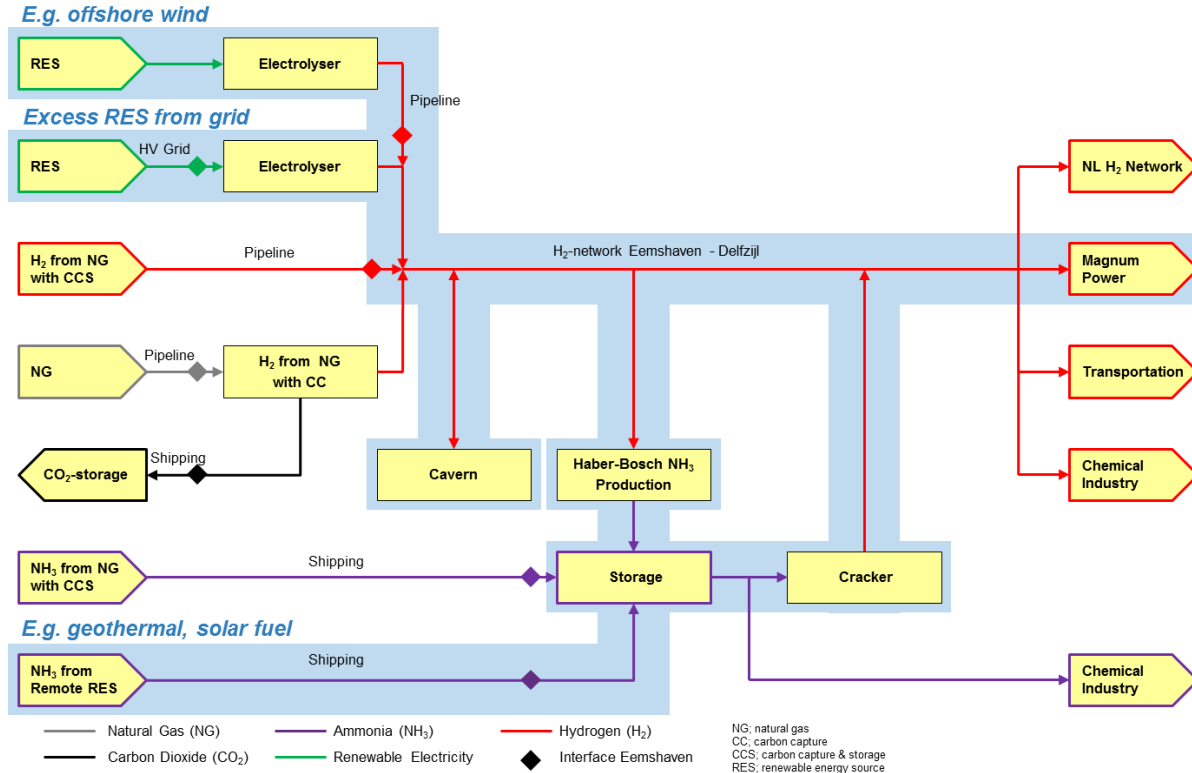 E.g. offshore wind
RES
Electrolyser
Pipeline
Excess RES from grid
HV Grid
RES
Electrolyser
NL H₂ Network
H₂ from NG
with CCS
Pipeline
H₂-network Eemshaven - Delfzijl
Magnum
Power
NG
Pipeline
H₂ from NG
with CC
Transportation
CO₂-storage
Shipping
Cavern
Haber-Bosch NH₃
Production
Chemical
Industry
NH₃ from NG
with CCS
Shipping
Storage
Cracker
E.g. geothermal, solar fuel
NH₃ from
Remote RES
Shipping
Chemical
Industry
Natural Gas (NG)
Ammonia (NH₃)
Hydrogen (H₂)
Carbon Dioxide (CO₂)
Renewable Electricity
Interface Eemshaven
NG; natural gas
CC; carbon capture
CCS; carbon capture & storage
RES; renewable energy source